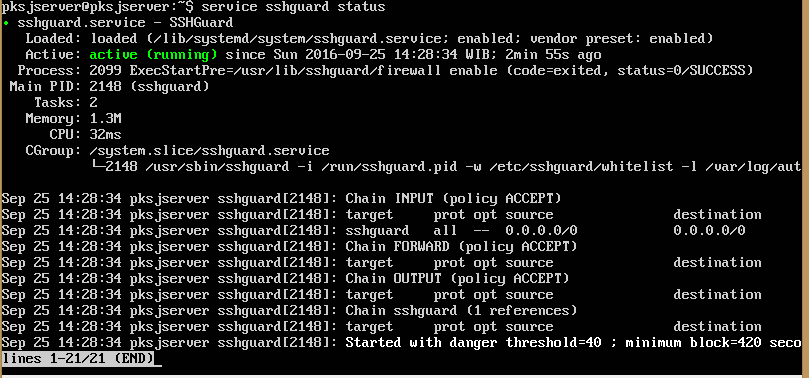 pksjserver@pksjserver:~$ service sshguard status
• sshguard.service - SSHGuard
   Loaded: loaded (/lib/systemd/system/sshguard.service; enabled; vendor preset: enabled)
   Active: active (running) since Sun 2016-09-25 14:28:34 WIB; 2min 55s ago
  Process: 2099 ExecStartPre=/usr/lib/sshguard/firewall enable (code=exited, status=0/SUCCESS)
 Main PID: 2148 (sshguard)
    Tasks: 2
   Memory: 1.3M
      CPU: 32ms
   CGroup: /system.slice/sshguard.service
           └─2148 /usr/sbin/sshguard -i /run/sshguard.pid -w /etc/sshguard/whitelist -l /var/log/aut
Sep 25 14:28:34 pksjserver sshguard[2148]: Chain INPUT (policy ACCEPT)
Sep 25 14:28:34 pksjserver sshguard[2148]: target     prot opt source               destination
Sep 25 14:28:34 pksjserver sshguard[2148]: sshguard   all  --  0.0.0.0/0            0.0.0.0/0
Sep 25 14:28:34 pksjserver sshguard[2148]: Chain FORWARD (policy ACCEPT)
Sep 25 14:28:34 pksjserver sshguard[2148]: target     prot opt source               destination
Sep 25 14:28:34 pksjserver sshguard[2148]: Chain OUTPUT (policy ACCEPT)
Sep 25 14:28:34 pksjserver sshguard[2148]: target     prot opt source               destination
Sep 25 14:28:34 pksjserver sshguard[2148]: Chain sshguard (1 references)
Sep 25 14:28:34 pksjserver sshguard[2148]: target     prot opt source               destination
Sep 25 14:28:34 pksjserver sshguard[2148]: Started with danger threshold=40 ; minimum block=420 seco
lines 1-21/21 (END)